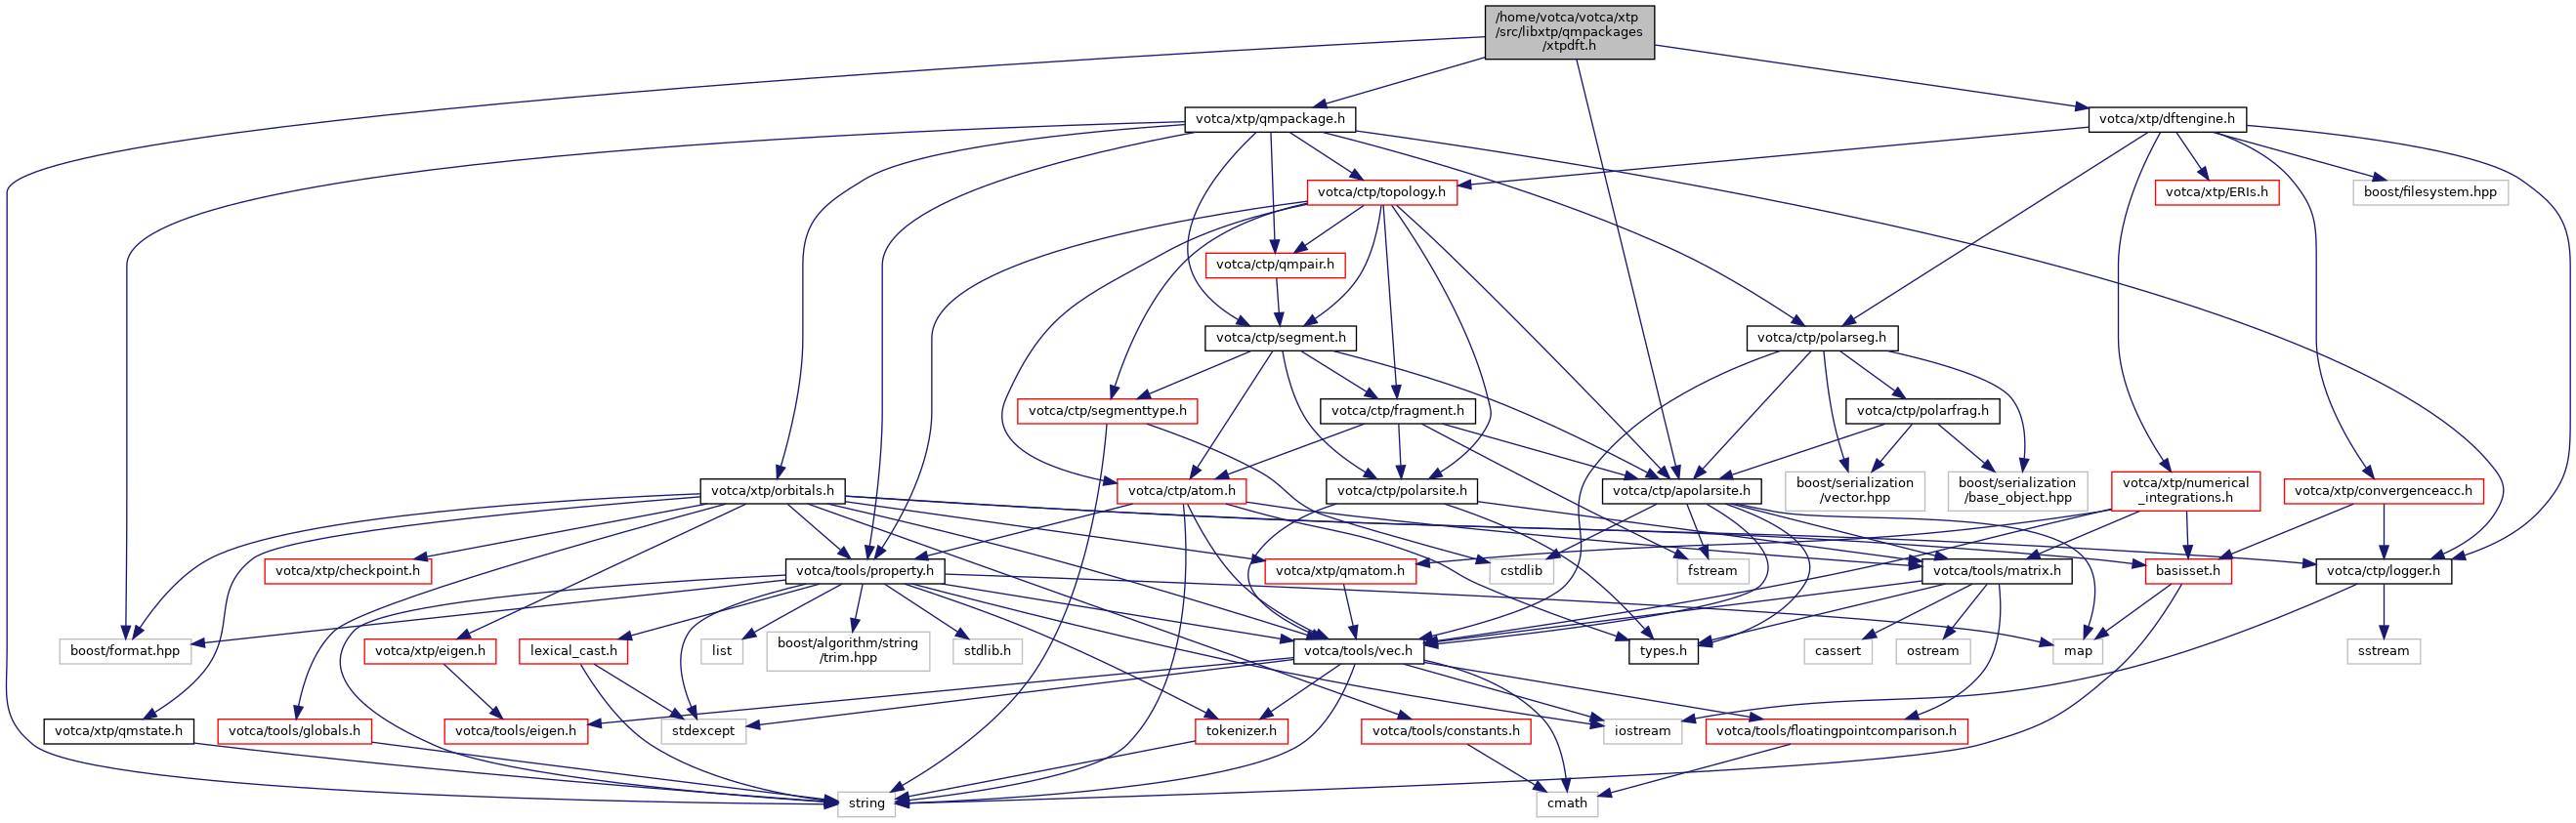 /home/votca/votca/xtp
/src/libxtp/qmpackages
/xtpdft.h
votca/xtp/qmpackage.h
votca/xtp/dftengine.h
votca/ctp/topology.h
votca/xtp/ERIs.h
boost/filesystem.hpp
votca/ctp/qmpair.h
votca/ctp/segment.h
votca/ctp/polarseg.h
votca/ctp/segmenttype.h
votca/ctp/fragment.h
votca/ctp/polarfrag.h
votca/xtp/orbitals.h
votca/ctp/atom.h
votca/ctp/polarsite.h
votca/ctp/apolarsite.h
boost/serialization
/vector.hpp
boost/serialization
/base_object.hpp
votca/xtp/numerical
_integrations.h
votca/xtp/convergenceacc.h
votca/xtp/checkpoint.h
votca/tools/property.h
votca/xtp/qmatom.h
cstdlib
fstream
votca/tools/matrix.h
basisset.h
votca/ctp/logger.h
boost/format.hpp
votca/xtp/eigen.h
lexical_cast.h
list
boost/algorithm/string
/trim.hpp
stdlib.h
votca/tools/vec.h
types.h
cassert
ostream
map
sstream
votca/xtp/qmstate.h
votca/tools/globals.h
votca/tools/eigen.h
stdexcept
tokenizer.h
votca/tools/constants.h
iostream
votca/tools/floatingpointcomparison.h
string
cmath